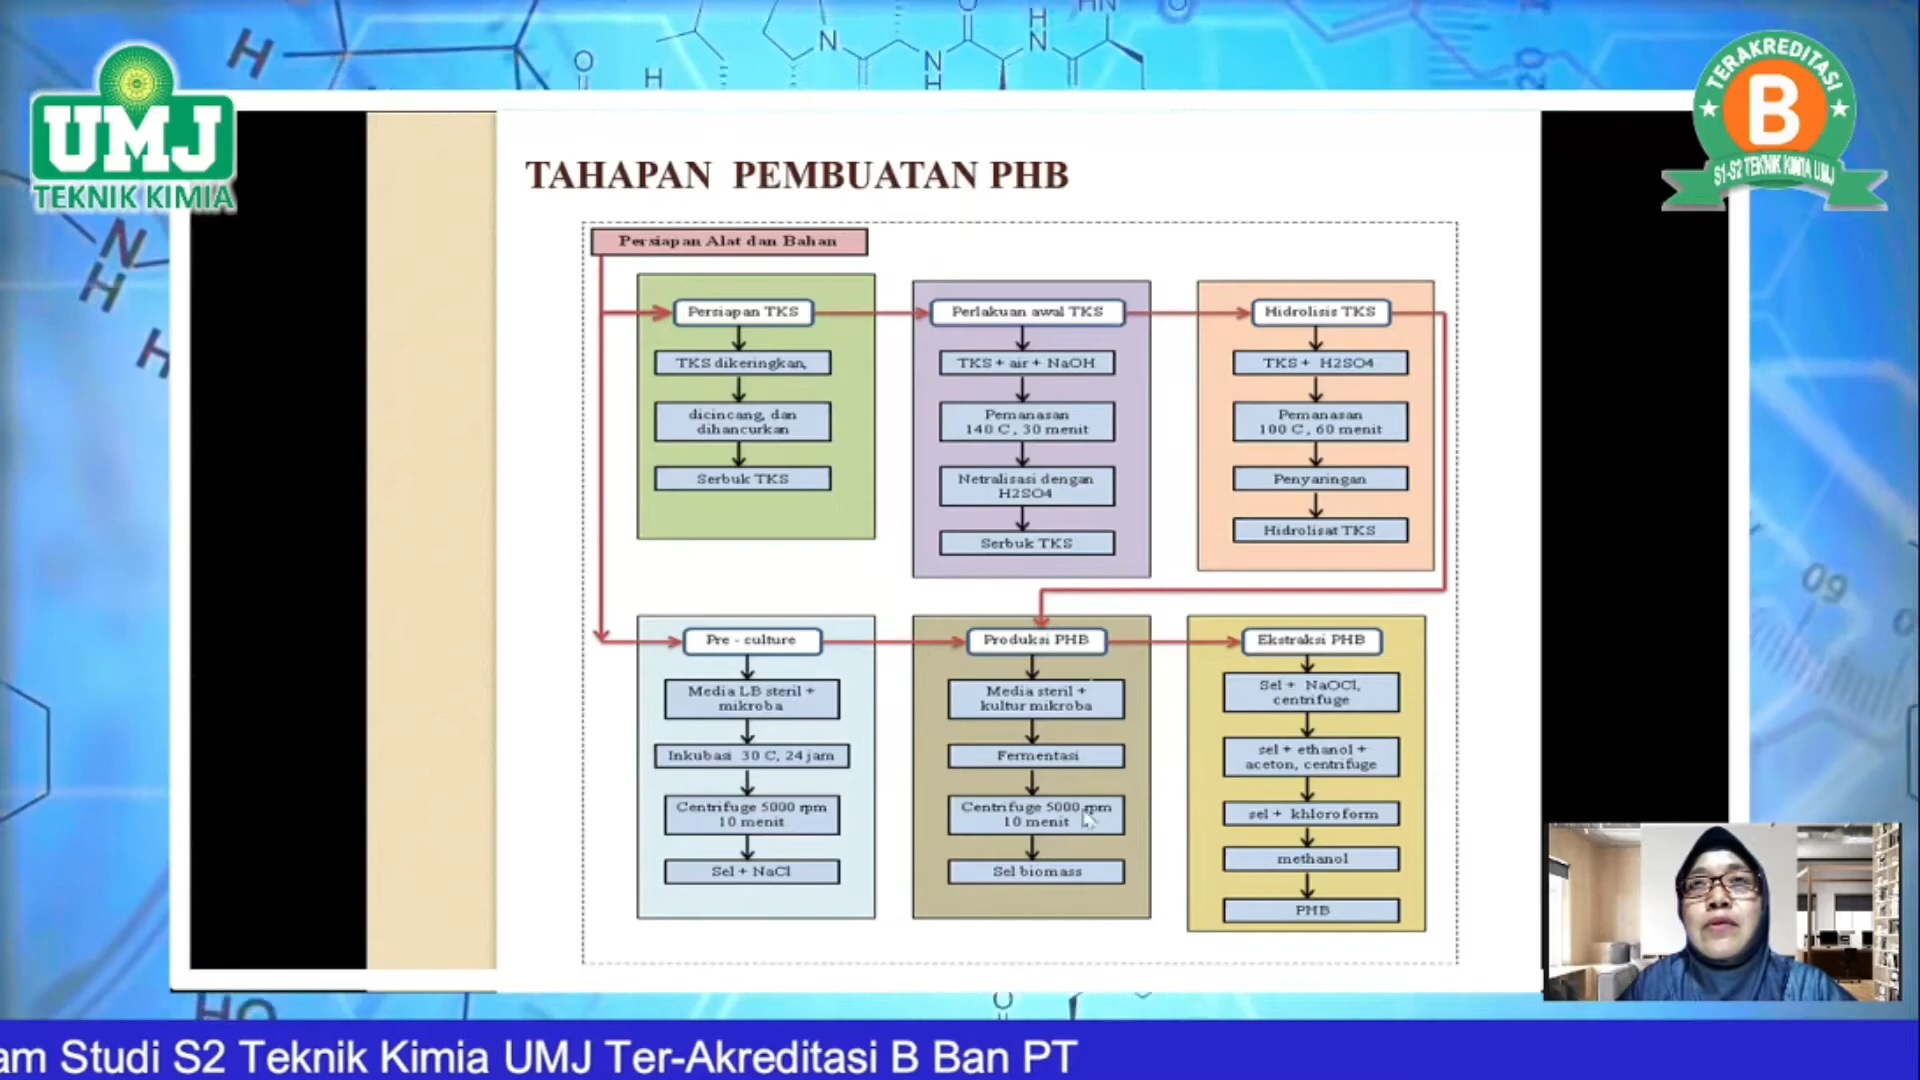 UMJ
TEKNIK KIMIA
TERAKREDITASI
B
S1-S2 TEKNIK KIMIA UMJ
TAHAPAN PEMBUATAN PHB
Persiapan Alat dan Bahan
Persiapan TKS
TKS dikeringkan,
dicincang, dan
dihancurkan
Serbuk TKS
Perlakuan awal TKS
TKS + air + NaOH
Pemanasan
140 C, 30 menit
Netralisasi dengan
H2SO4
Serbuk TKS
Hidrolisis TKS
TKS + H2SO4
Pemanasan
100 C, 60 menit
Penyaringan
Hidrolisat TKS
Pre - culture
Media LB steril +
mikroba
Inkubasi 30 C, 24 jam
Centrifuge 5000 rpm
10 menit
Sel + NaCl
Produksi PHB
Media steril +
kultur mikroba
Fermentasi
Centrifuge 5000 rpm
10 menit
Sel biomass
Ekstraksi PHB
Sel + NaOCl,
centrifuge
sel + ethanol +
aceton, centrifuge
sel + khloroform
methanol
PHB
am Studi S2 Teknik Kimia UMJ Ter-Akreditasi B Ban PT